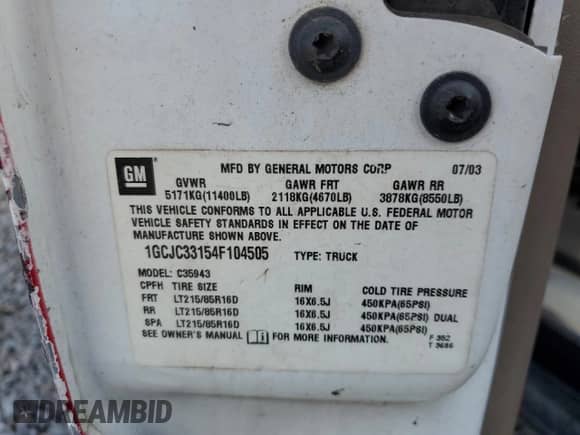 GM
MFD BY GENERAL MOTORS CORP 07/03
GVWR GAWR FRT GAWR RR
5171KG(11400LB) 2118KG(4670LB) 3878KG(8550LB)
THIS VEHICLE CONFORMS TO ALL APPLICABLE U.S. FEDERAL MOTOR
VEHICLE SAFETY STANDARDS IN EFFECT ON THE DATE OF
MANUFACTURE SHOWN ABOVE.
1GCJC33154F104505 TYPE: TRUCK
MODEL: C35943
CPFH TIRE SIZE RIM COLD TIRE PRESSURE
FRT LT215/85R16D 16X6.5J 450KPA(65PSI)
RR LT215/85R16D 16X6.5J 450KPA(65PSI) DUAL
SPA LT215/85R16D 16X6.5J 450KPA(65PSI)
SEE OWNER'S MANUAL FOR MORE INFORMATION. F 352
T 3686
DREAMBID